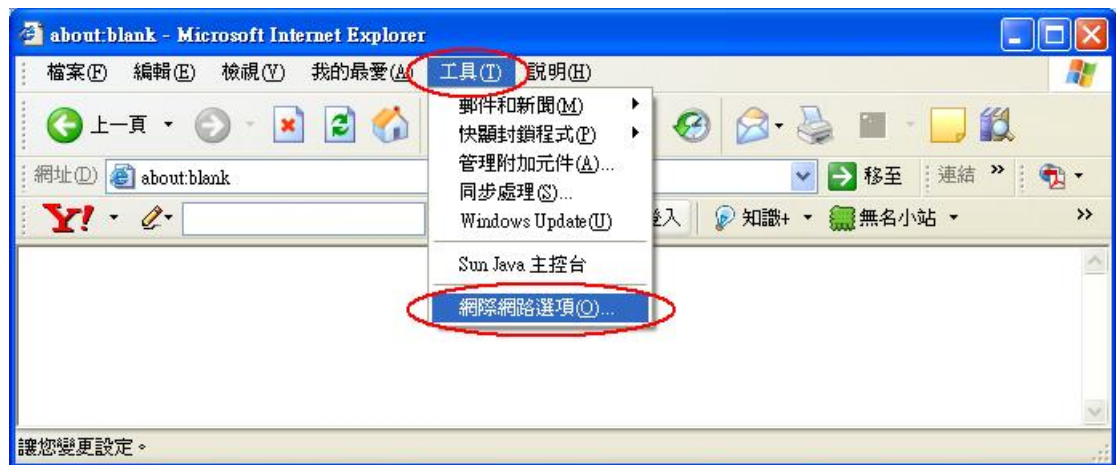 about:blank - Microsoft Internet Explorer
檔案(F) 編輯(E) 檢視(V) 我的最愛(A) 工具(T) 說明(H)
上一頁
網址(D) about:blank 移至 連結 »
Y! 登入 知識+ 無名小站 »
郵件和新聞(M)
快顯封鎖程式(P)
管理附加元件(A)...
同步處理(S)...
Windows Update(U)
Sun Java 主控台
網際網路選項(O)...
讓您變更設定。